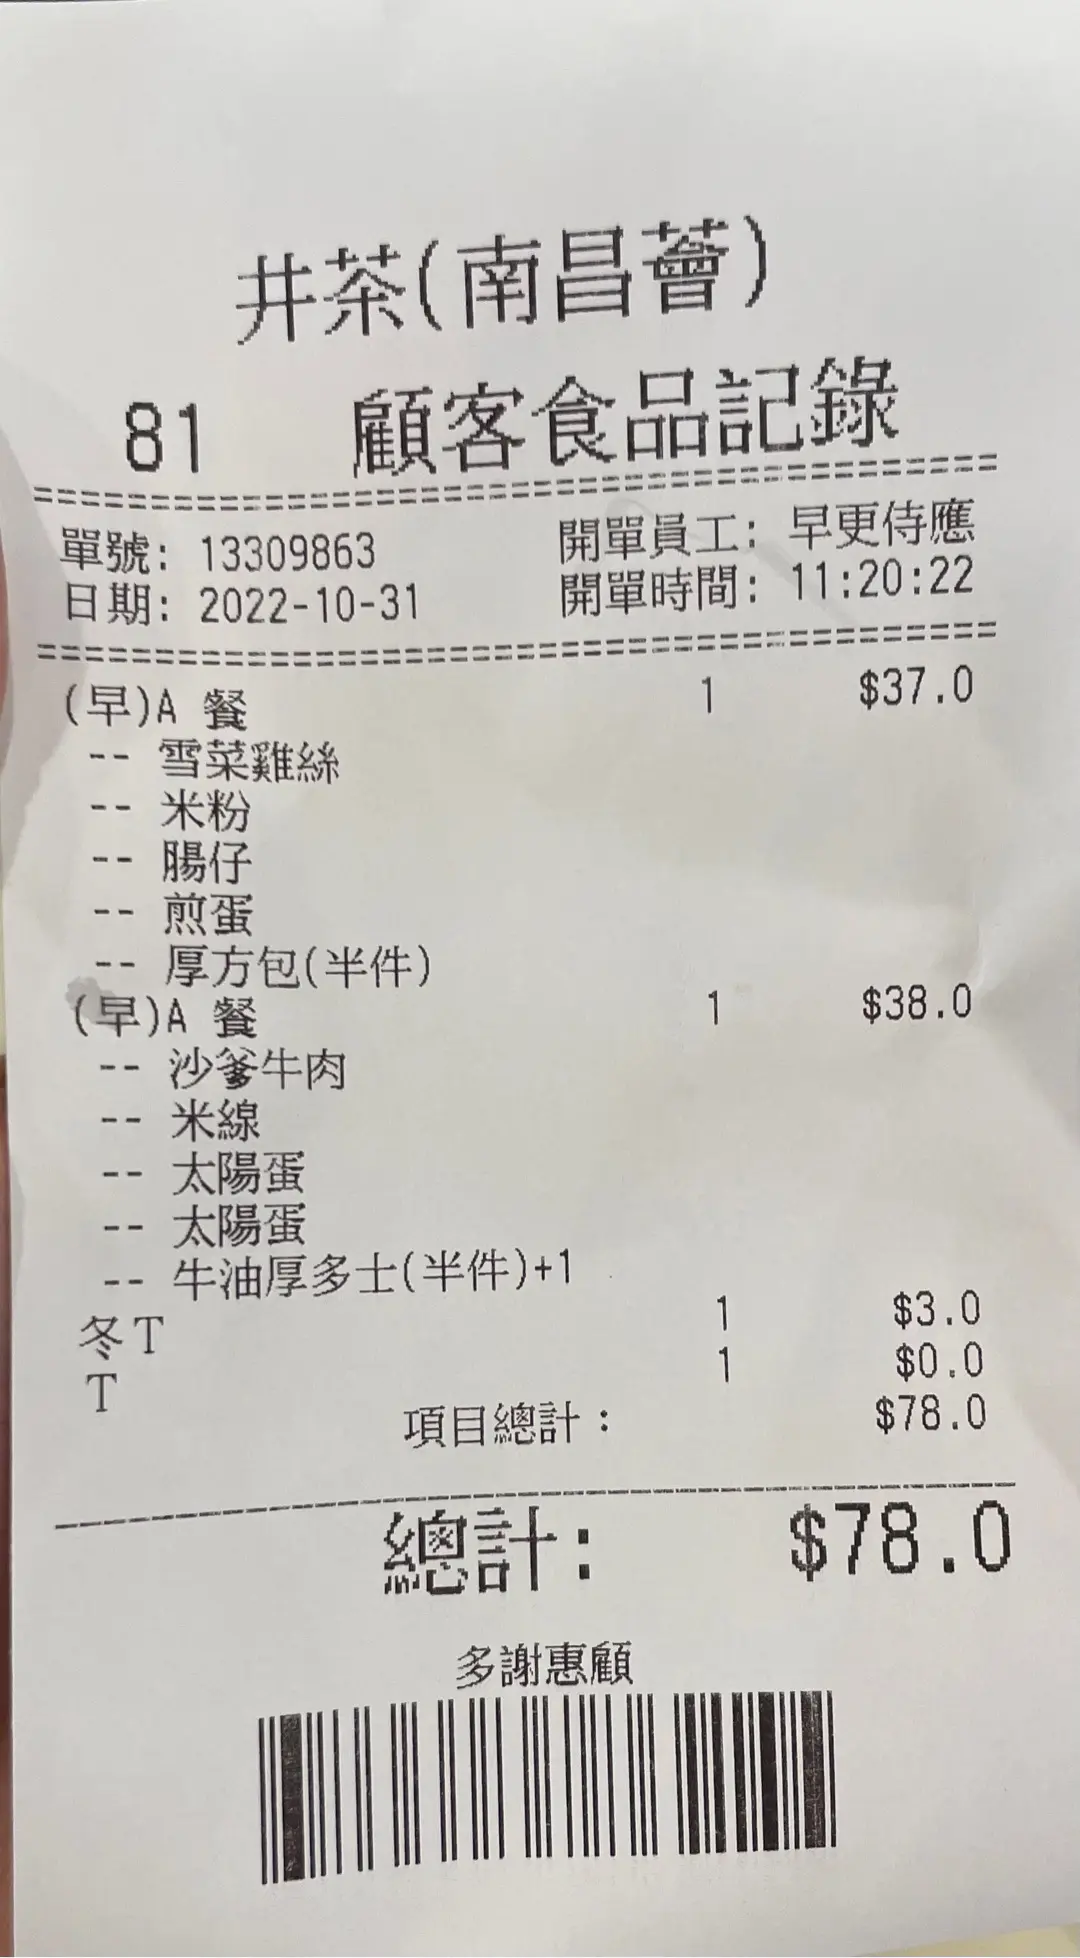 井茶(南昌薈)
81 顧客食品記錄
單號: 13309863 開單員工: 早更侍應
日期: 2022-10-31 開單時間: 11:20:22
(早)A 餐 1 $37.0
-- 雪菜雞絲
-- 米粉
-- 腸仔
-- 煎蛋
-- 厚方包(半件)
(早)A 餐 1 $38.0
-- 沙爹牛肉
-- 米線
-- 太陽蛋
-- 太陽蛋
-- 牛油厚多士(半件)+1
冬T 1 $3.0
T 1 $0.0
項目總計: $78.0
總計: $78.0
多謝惠顧